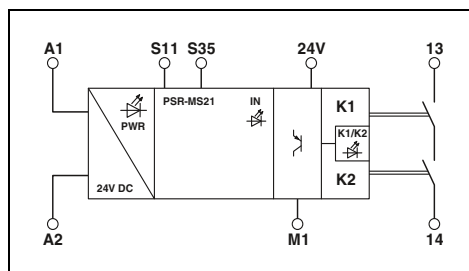 A1 S11 S35 24V 13
PSR-MS21 IN K1
PWR K1/K2
24V DC K2
A2 M1 14